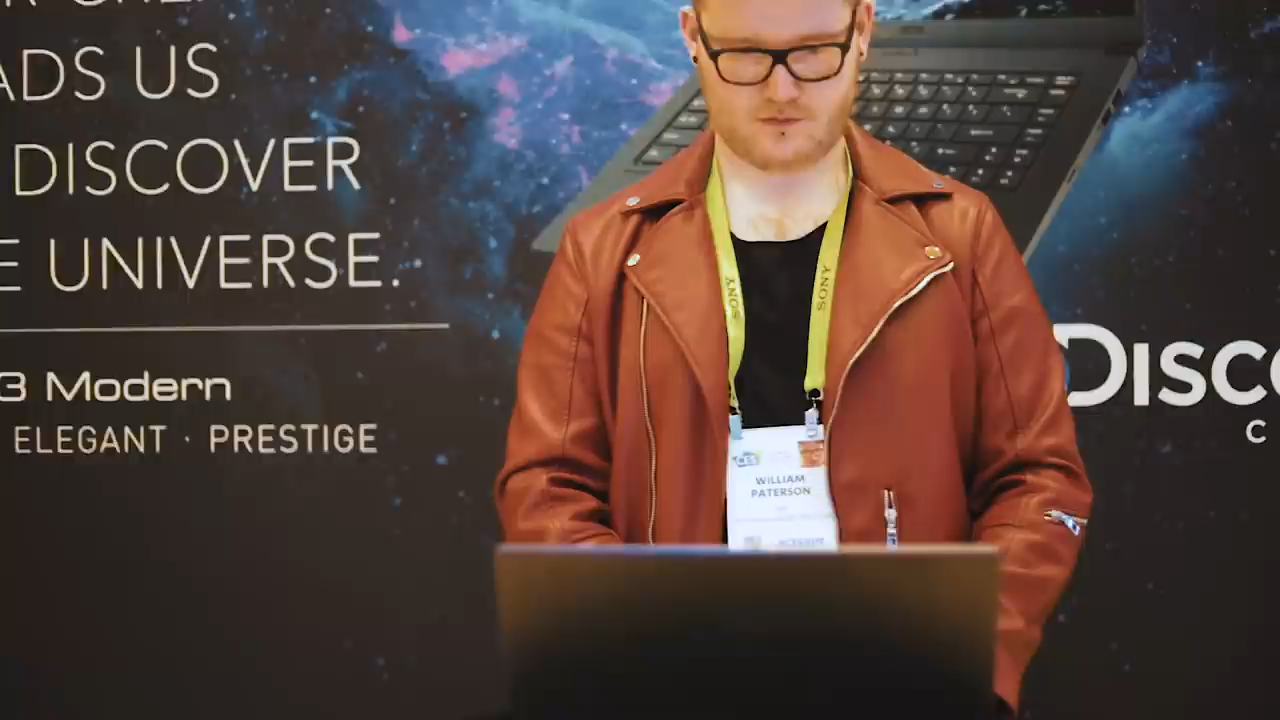 ADS US
DISCOVER
E UNIVERSE.
3 Modern
ELEGANT · PRESTIGE
SONY
SONY
WILLIAM
PATERSON
DISCO
C